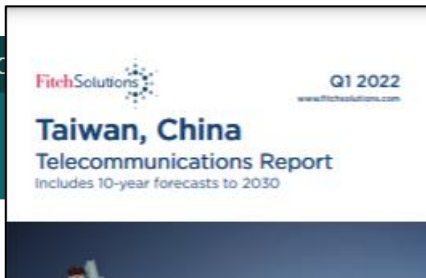 FitchSolutions
Q1 2022
www.fitchsolutions.com
Taiwan, China
Telecommunications Report
Includes 10-year forecasts to 2030